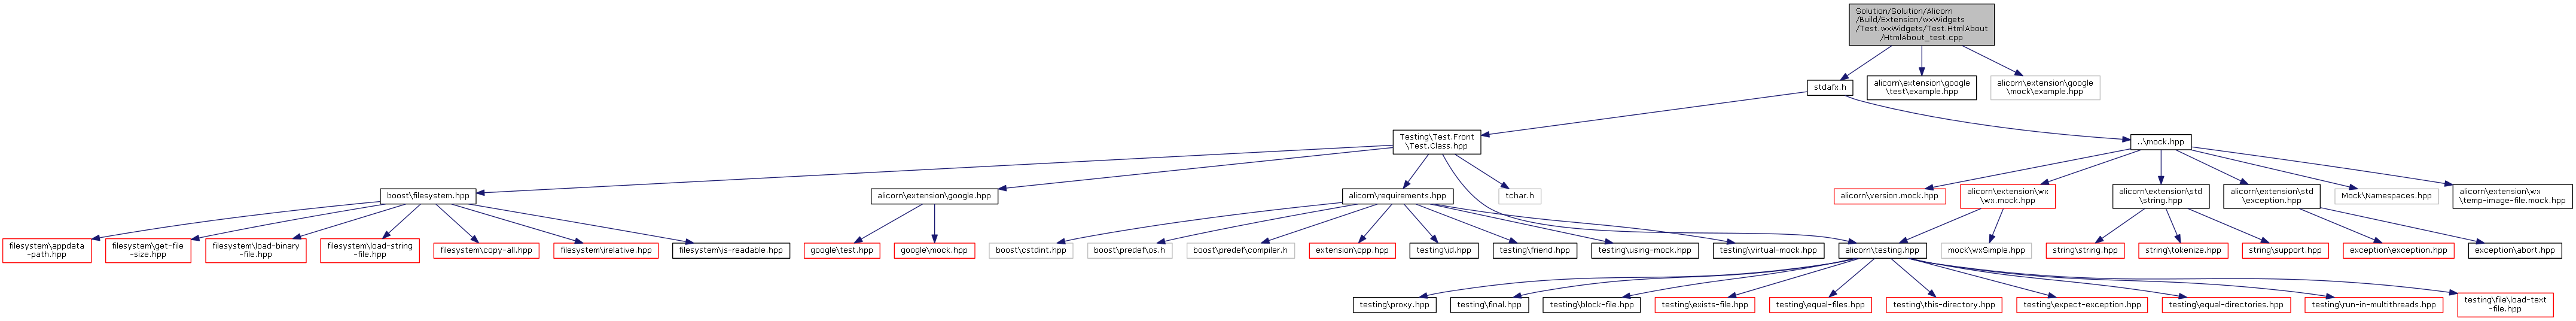 Solution/Solution/Alicorn
/Build/Extension/wxWidgets
/Test.wxWidgets/Test.HtmlAbout
/HtmlAbout_test.cpp
stdafx.h
alicorn\extension\google
\test\example.hpp
alicorn\extension\google
\mock\example.hpp
Testing\Test.Front
\Test.Class.hpp
..\mock.hpp
boost\filesystem.hpp
alicorn\extension\google.hpp
alicorn\requirements.hpp
tchar.h
alicorn\version.mock.hpp
alicorn\extension\wx
\wx.mock.hpp
alicorn\extension\std
\string.hpp
alicorn\extension\std
\exception.hpp
Mock\Namespaces.hpp
alicorn\extension\wx
\temp-image-file.mock.hpp
filesystem\appdata
-path.hpp
filesystem\get-file
-size.hpp
filesystem\load-binary
-file.hpp
filesystem\load-string
-file.hpp
filesystem\copy-all.hpp
filesystem\irelative.hpp
filesystem\is-readable.hpp
google\test.hpp
google\mock.hpp
boost\cstdint.hpp
boost\predef\os.h
boost\predef\compiler.h
extension\cpp.hpp
testing\id.hpp
testing\friend.hpp
testing\using-mock.hpp
testing\virtual-mock.hpp
alicorn\testing.hpp
mock\wxSimple.hpp
string\string.hpp
string\tokenize.hpp
string\support.hpp
exception\exception.hpp
exception\abort.hpp
testing\proxy.hpp
testing\final.hpp
testing\block-file.hpp
testing\exists-file.hpp
testing\equal-files.hpp
testing\this-directory.hpp
testing\expect-exception.hpp
testing\equal-directories.hpp
testing\run-in-multithreads.hpp
testing\file\load-text
-file.hpp